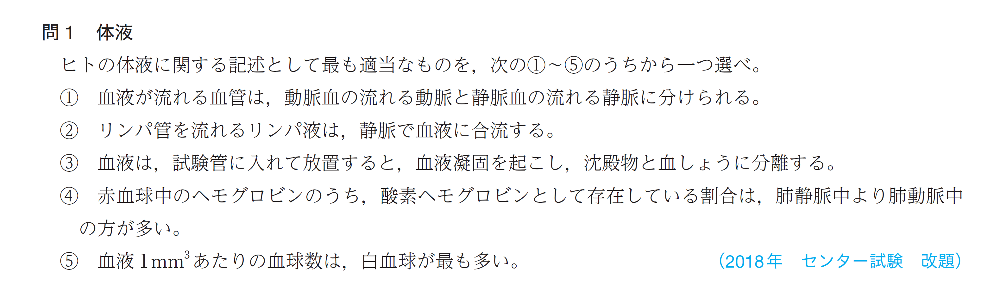 問1 体液
ヒトの体液に関する記述として最も適当なものを，次の①～⑤のうちから一つ選べ。
① 血液が流れる血管は，動脈血の流れる動脈と静脈血の流れる静脈に分けられる。
② リンパ管を流れるリンパ液は，静脈で血液に合流する。
③ 血液は，試験管に入れて放置すると，血液凝固を起こし，沈殿物と血しょうに分離する。
④ 赤血球中のヘモグロビンのうち，酸素ヘモグロビンとして存在している割合は，肺静脈中より肺動脈中
の方が多い。
⑤ 血液1mm³あたりの血球数は，白血球が最も多い。 （2018年 センター試験 改題）